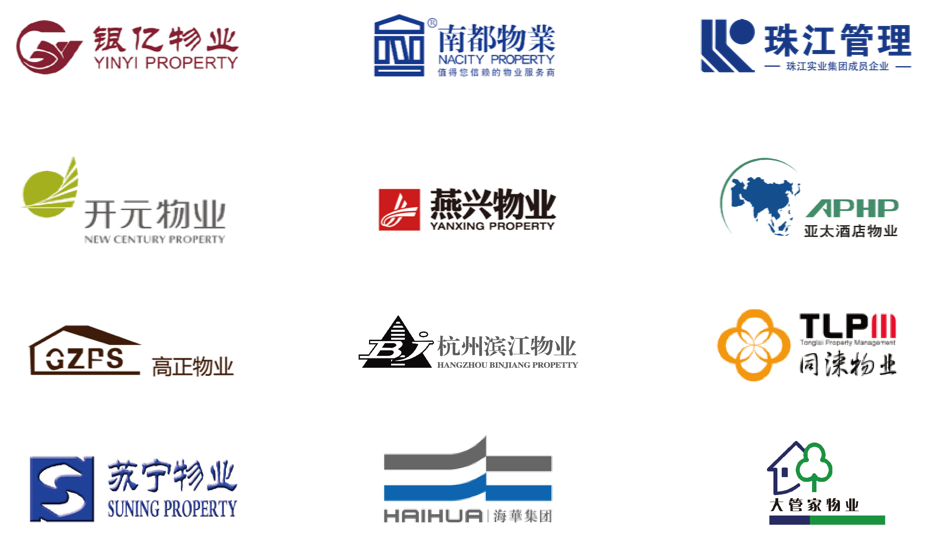 银亿物业
YINYI PROPERTY
®
南都物業
NACITY PROPERTY
值得您信赖的物业服务商
珠江管理
珠江实业集团成员企业
开元物业
NEW CENTURY PROPERTY
燕兴物业
YANXING PROPERTY
APHP
亚太酒店物业
GZPS
高正物业
BJ
杭州滨江物业
HANGZHOU BINJIANG PROPETTY
TLPM
Tonglai Property Management
同涞物业
苏宁物业
SUNING PROPERTY
HAIHUA 海華集团
大管家物业